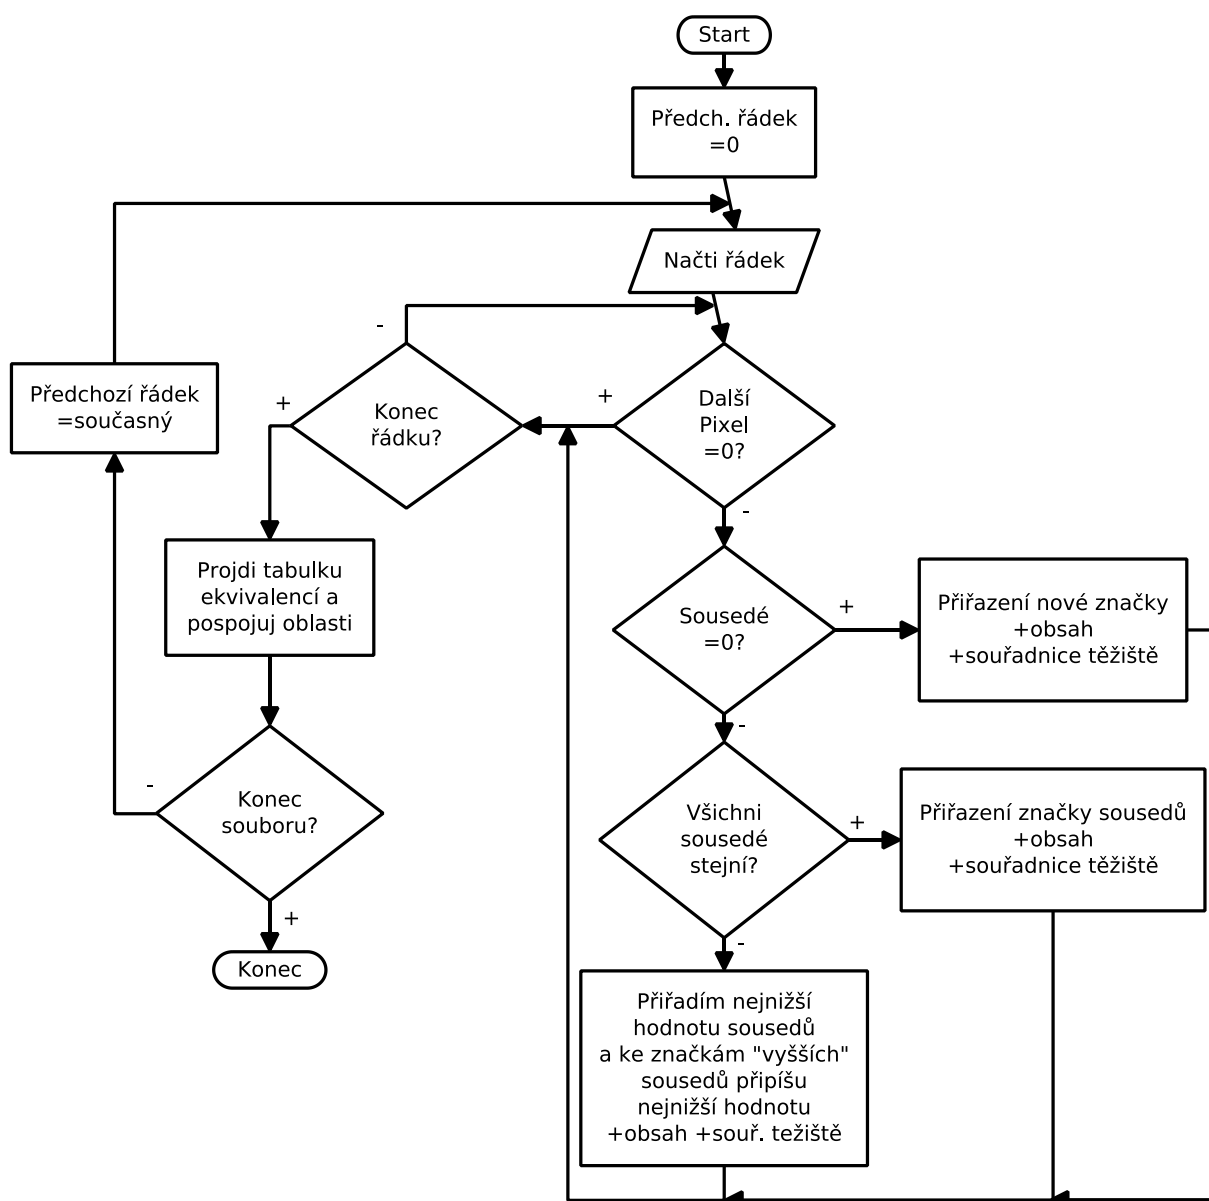 Start
Předch. řádek
=0
Načti řádek
-
Předchozí řádek
=současný
+
Konec
řádku?
+
Další
Pixel
=0?
-
Projdi tabulku
ekvivalencí a
pospojuj oblasti
Sousedé
=0?
+
Přiřazení nové značky
+obsah
+souřadnice těžiště
-
-
Konec
souboru?
Všichni
sousedé
stejní?
+
Přiřazení značky sousedů
+obsah
+souřadnice těžiště
+
-
Konec
Přiřadím nejnižší
hodnotu sousedů
a ke značkám "vyšších"
sousedů připíšu
nejnižší hodnotu
+obsah +souř. težiště